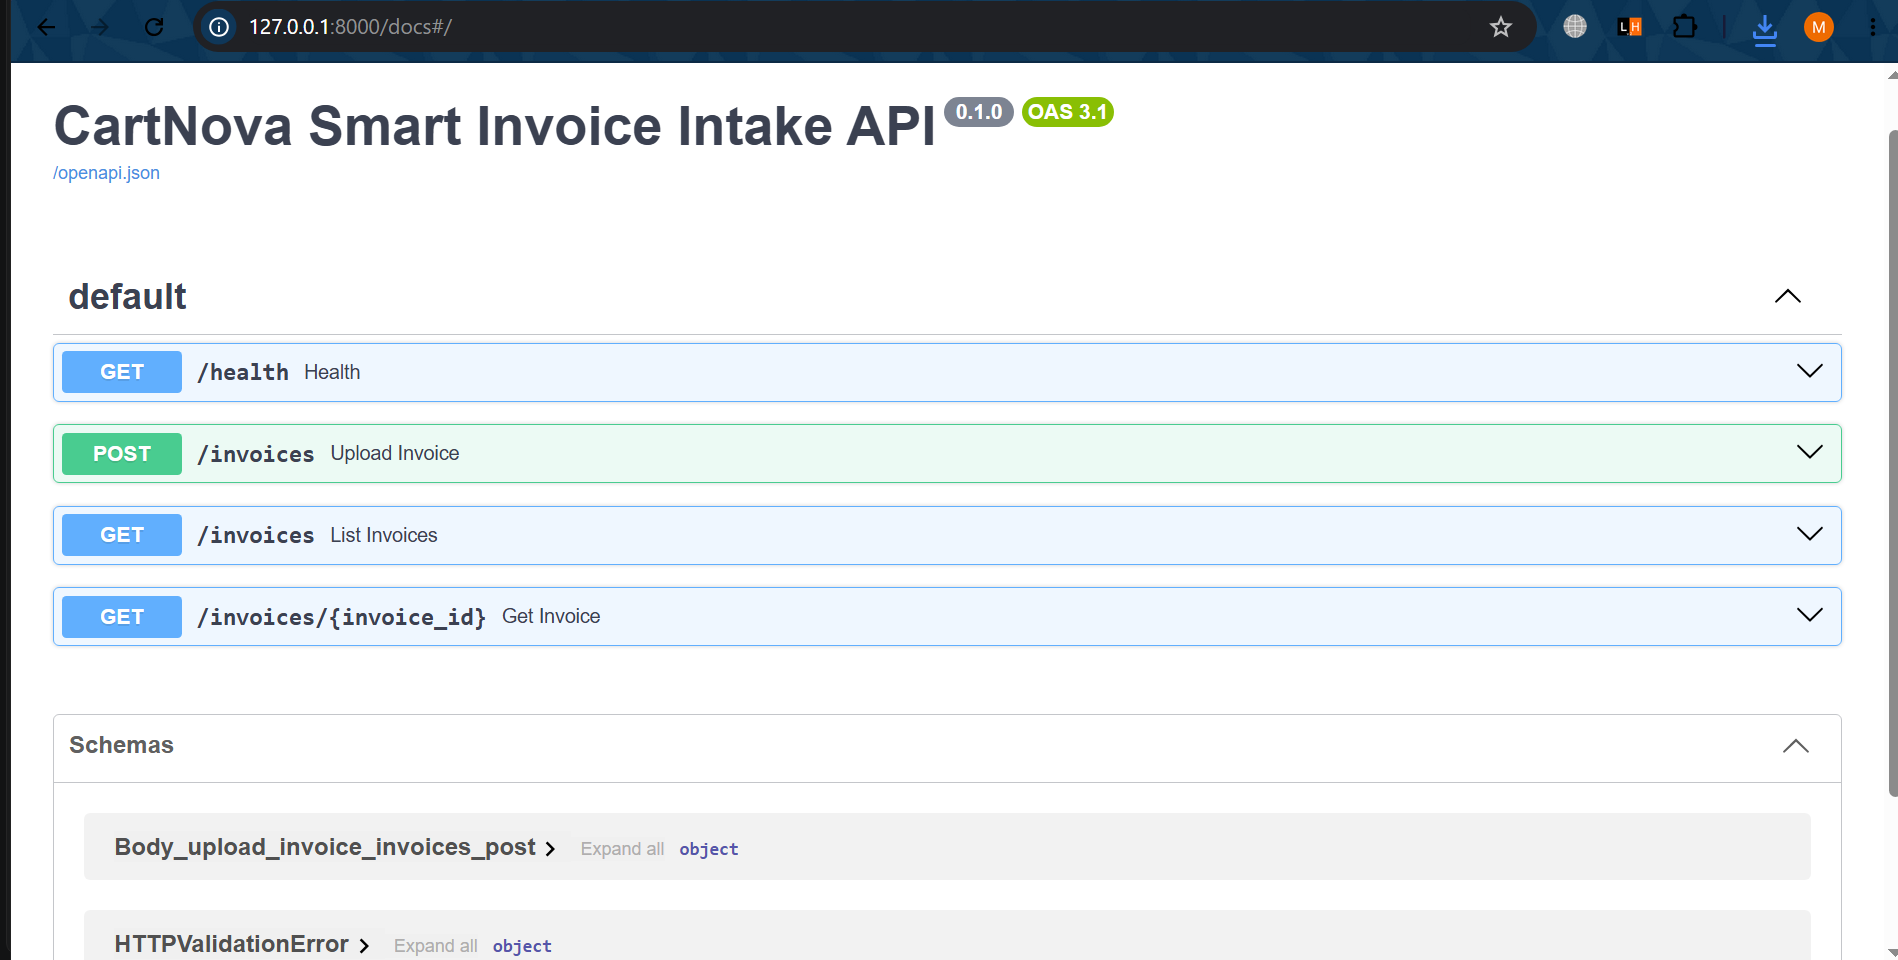 127.0.0.1:8000/docs#/
L H
M
CartNova Smart Invoice Intake API 0.1.0 OAS 3.1
/openapi.json
default
GET /health Health
POST /invoices Upload Invoice
GET /invoices List Invoices
GET /invoices/{invoice_id} Get Invoice
Schemas
Body_upload_invoice_invoices_post Expand all object
HTTPValidationError Expand all object